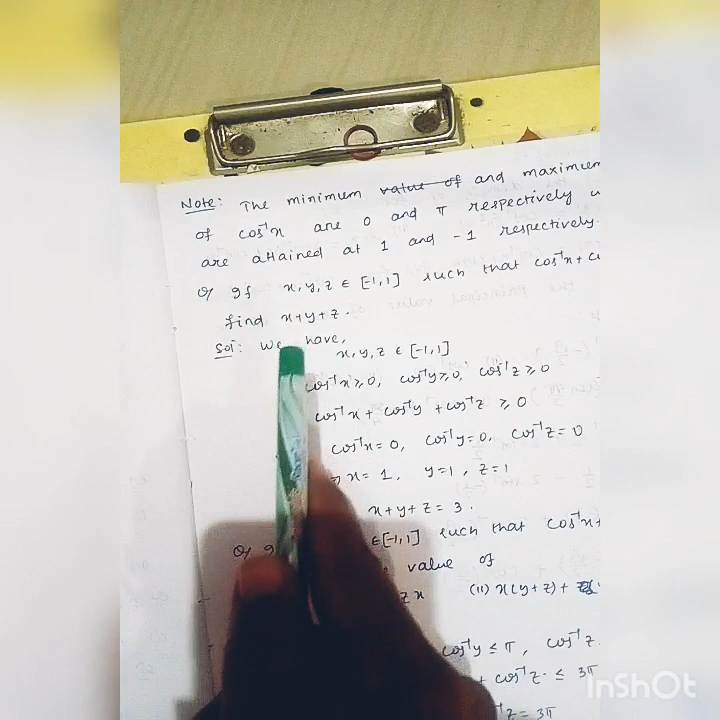 Note: The minimum value of and maximum
of cos⁻¹x are 0 and π respectively
are attained at 1 and -1 respectively.
Q) If x, y, z ∈ [-1,1] such that cos⁻¹x +
find x+y+z.
Sol: We have,
x, y, z ∈ [-1,1]
cos⁻¹x ≥ 0, cos⁻¹y ≥ 0, cos⁻¹z ≥ 0
cos⁻¹x + cos⁻¹y + cos⁻¹z ≥ 0
cos⁻¹x = 0, cos⁻¹y = 0, cos⁻¹z = 0
x = 1, y = 1, z = 1
x+y+z = 3.
Q) ∈ [-1,1] such that cos⁻¹x +
value of
zx (ii) x(y+z) +
cos⁻¹y ≤ π, cos⁻¹z
+ cos⁻¹z ≤ 3π
z = 3π
InShOt